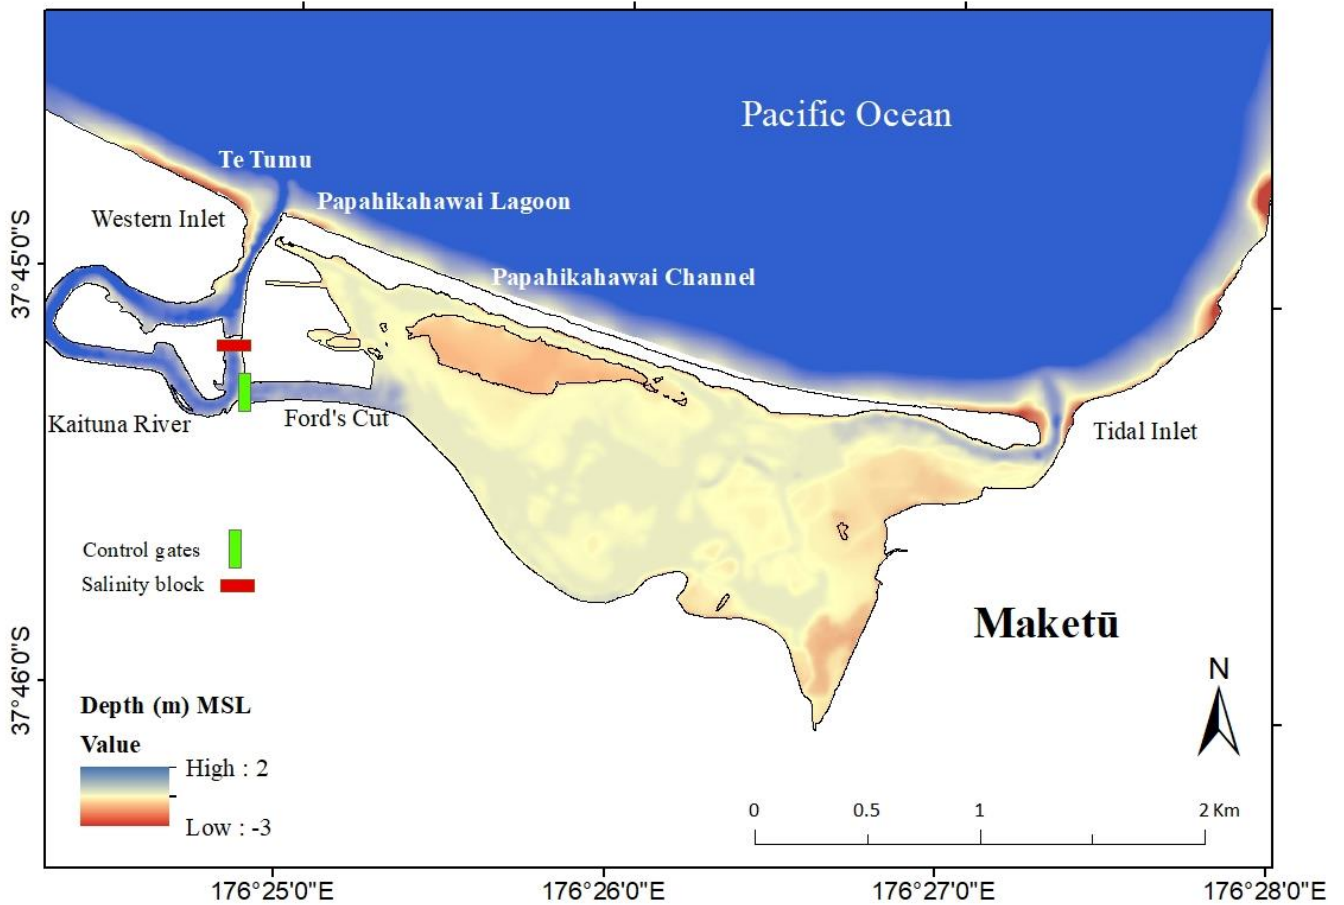 Pacific Ocean
Te Tumu
Papahikahawai Lagoon
Western Inlet
37°45'0"S
Papahikahawai Channel
Kaituna River
Ford's Cut
Tidal Inlet
Control gates
Salinity block
Maketū
37°46'0"S
N
Depth (m) MSL
Value
High : 2
Low : -3
0 0.5 1 2 Km
176°25'0"E 176°26'0"E 176°27'0"E 176°28'0"E